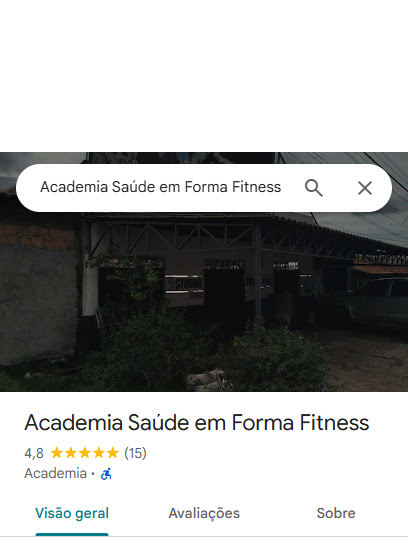 Academia Saúde em Forma Fitness
Academia Saúde em Forma Fitness
4,8 ★★★★★ (15)
Academia ·
Visão geral Avaliações Sobre